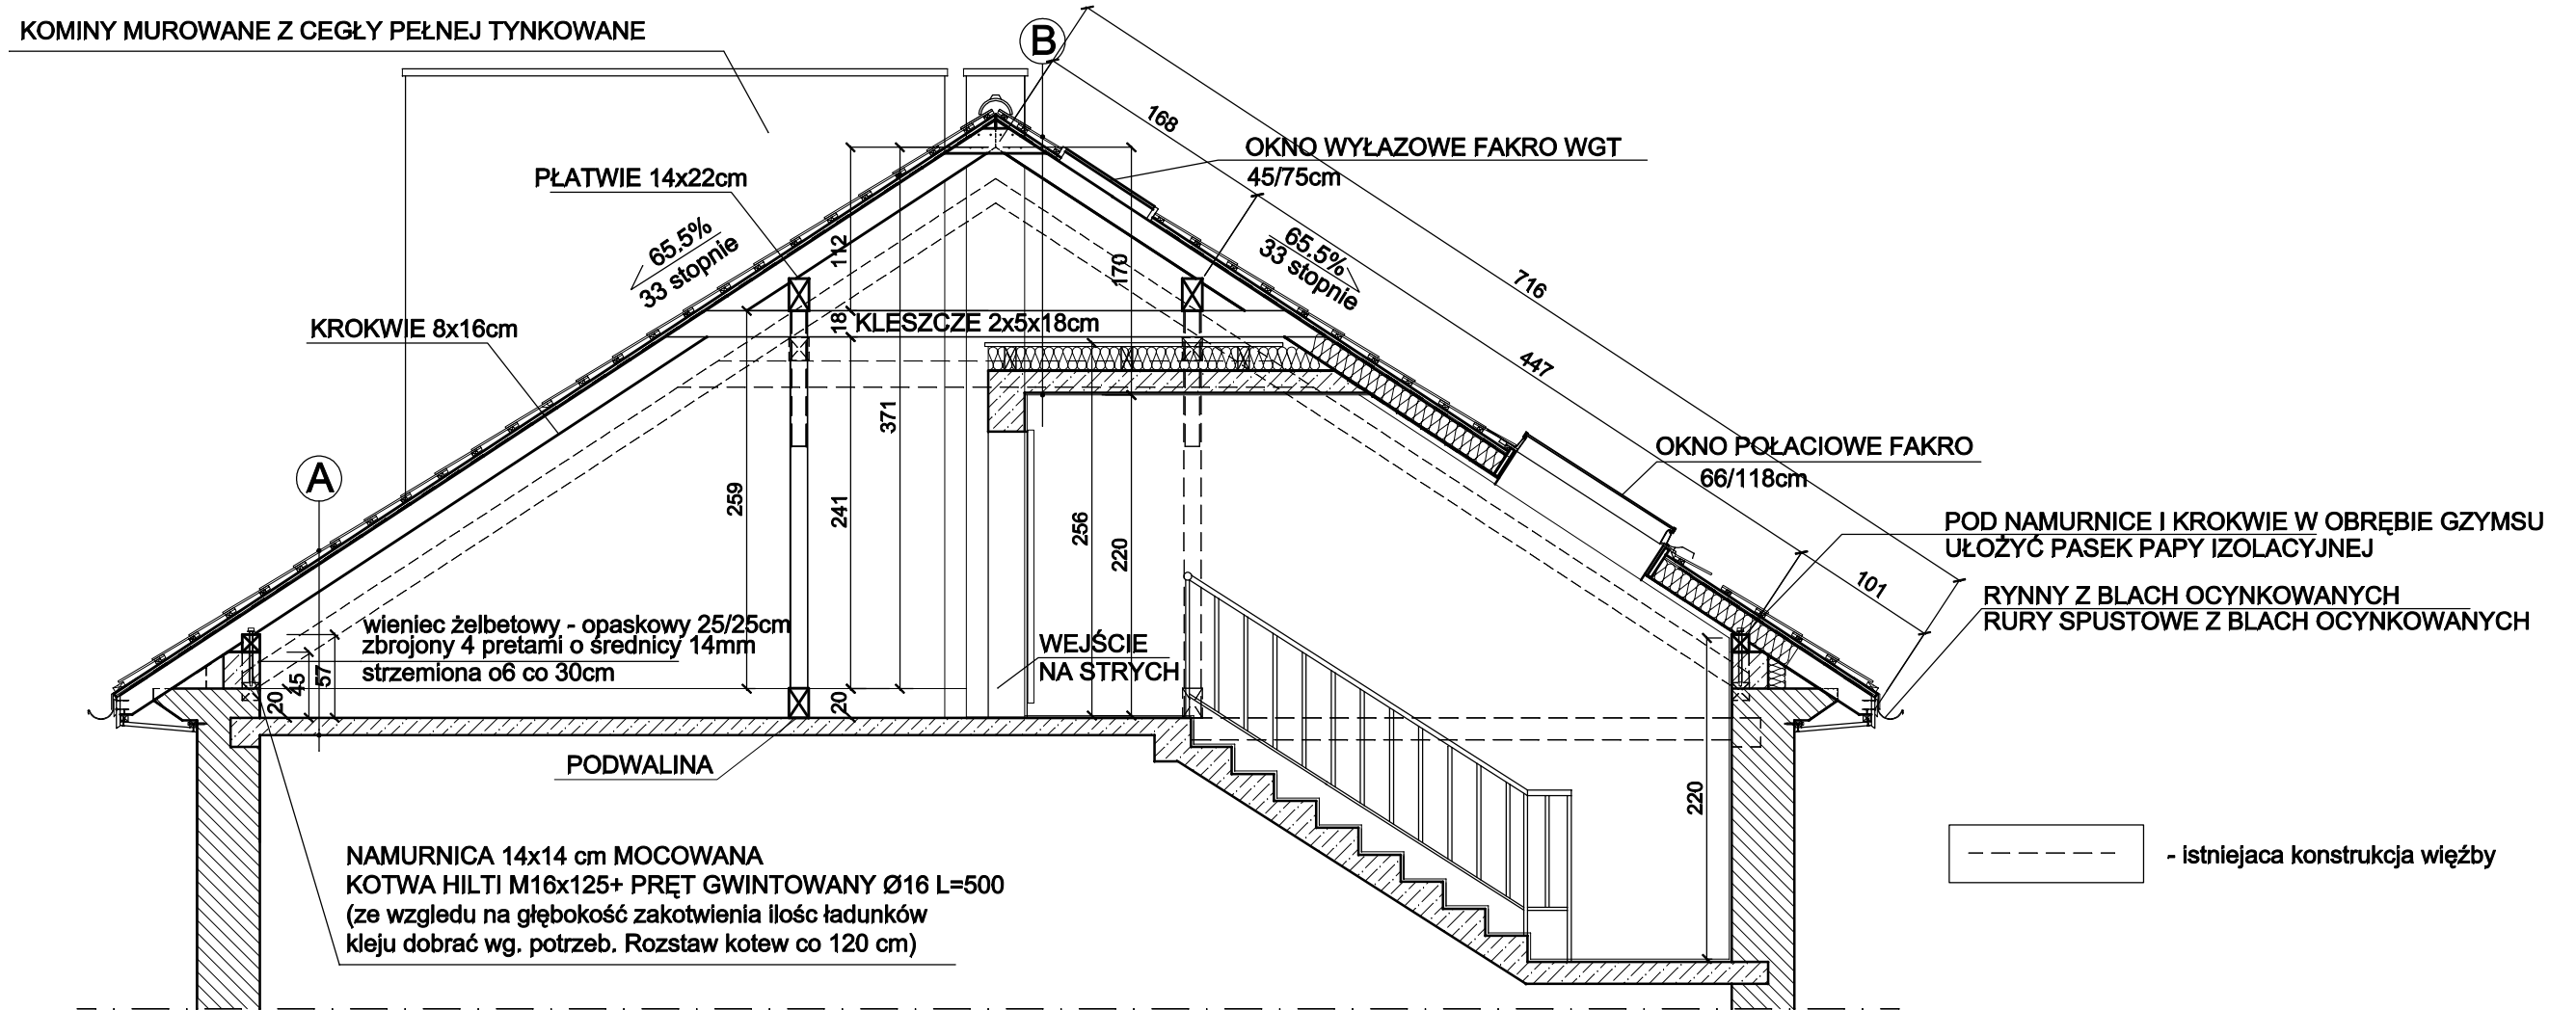 KOMINY MUROWANE Z CEGŁY PEŁNEJ TYNKOWANE
B
168
OKNO WYŁAZOWE FAKRO WGT
45/75cm
PŁATWIE 14x22cm
65.5%
33 stopnie
112
170
65.5%
33 stopnie
716
KROKWIE 8x16cm
18
KLESZCZE 2x5x18cm
447
371
A
259
241
256
220
OKNO POŁACIOWE FAKRO
66/118cm
POD NAMURNICE I KROKWIE W OBRĘBIE GZYMSU
UŁOŻYĆ PASEK PAPY IZOLACYJNEJ
101
RYNNY Z BLACH OCYNKOWANYCH
RURY SPUSTOWE Z BLACH OCYNKOWANYCH
wieniec żelbetowy - opaskowy 25/25cm
zbrojony 4 pretami o średnicy 14mm
strzemiona o6 co 30cm
20
45
57
20
WEJŚCIE
NA STRYCH
PODWALINA
220
NAMURNICA 14x14 cm MOCOWANA
KOTWA HILTI M16x125+ PRĘT GWINTOWANY Ø16 L=500
(ze wzgledu na głębokość zakotwienia ilośc ładunków
kleju dobrać wg. potrzeb. Rozstaw kotew co 120 cm)
- istniejaca konstrukcja więźby